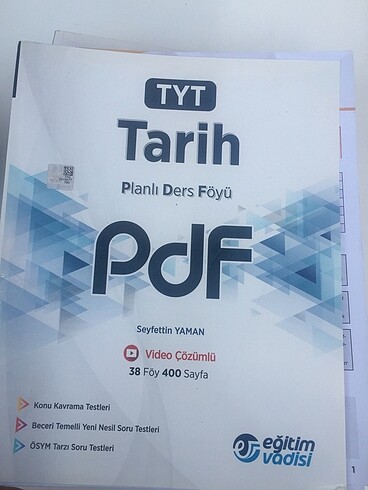 TYT
Tarih
Planlı Ders Föyü
PdF
Seyfettin YAMAN
Video Çözümlü
38 Föy 400 Sayfa
Konu Kavrama Testleri
Beceri Temelli Yeni Nesil Soru Testleri
ÖSYM Tarzı Soru Testleri
eğitim
vadisi
1